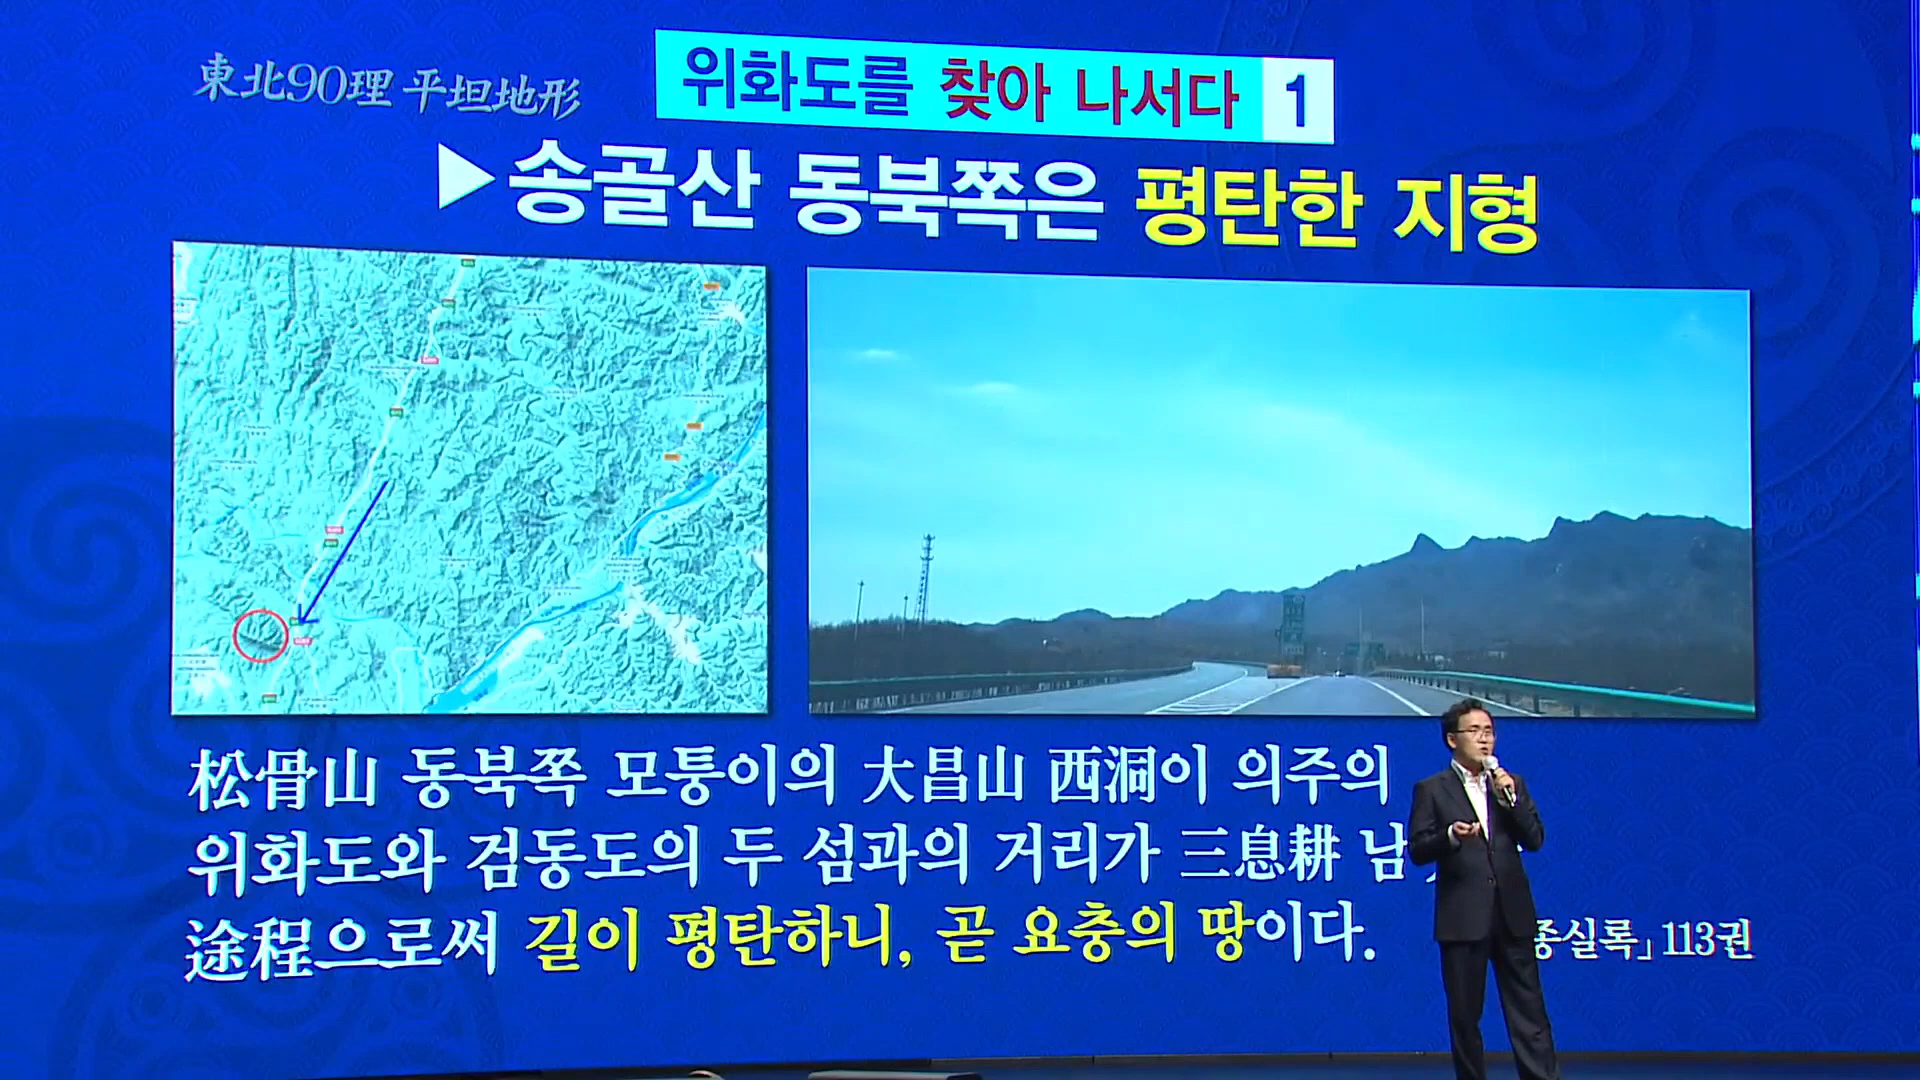 東北90理 平坦地形
위화도를 찾아 나서다 1
▶송골산 동북쪽은 평탄한 지형
松骨山 동북쪽 모퉁이의 大昌山 西洞이 의주의
위화도와 검동도의 두 섬과의 거리가 三息耕 남
途程으로써 길이 평탄하니, 곧 요충의 땅이다.
종실록」 113권